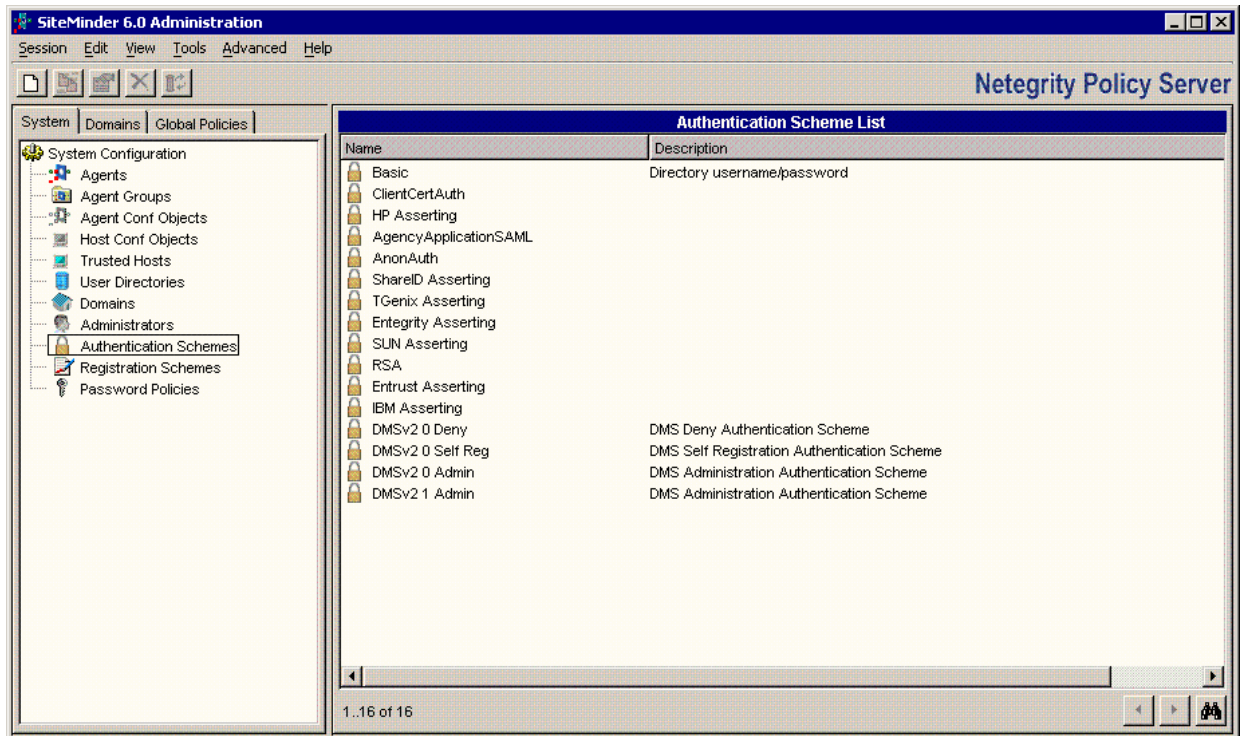 SiteMinder 6.0 Administration
Session Edit View Tools Advanced Help
Netegrity Policy Server
System Domains Global Policies
System Configuration
Agents
Agent Groups
Agent Conf Objects
Host Conf Objects
Trusted Hosts
User Directories
Domains
Administrators
Authentication Schemes
Registration Schemes
Password Policies
Authentication Scheme List
Name Description
Basic Directory username/password
ClientCertAuth
HP Asserting
AgencyApplicationSAML
AnonAuth
ShareID Asserting
TGenix Asserting
Entegrity Asserting
SUN Asserting
RSA
Entrust Asserting
IBM Asserting
DMSv2 0 Deny DMS Deny Authentication Scheme
DMSv2 0 Self Reg DMS Self Registration Authentication Scheme
DMSv2 0 Admin DMS Administration Authentication Scheme
DMSv2 1 Admin DMS Administration Authentication Scheme
1..16 of 16